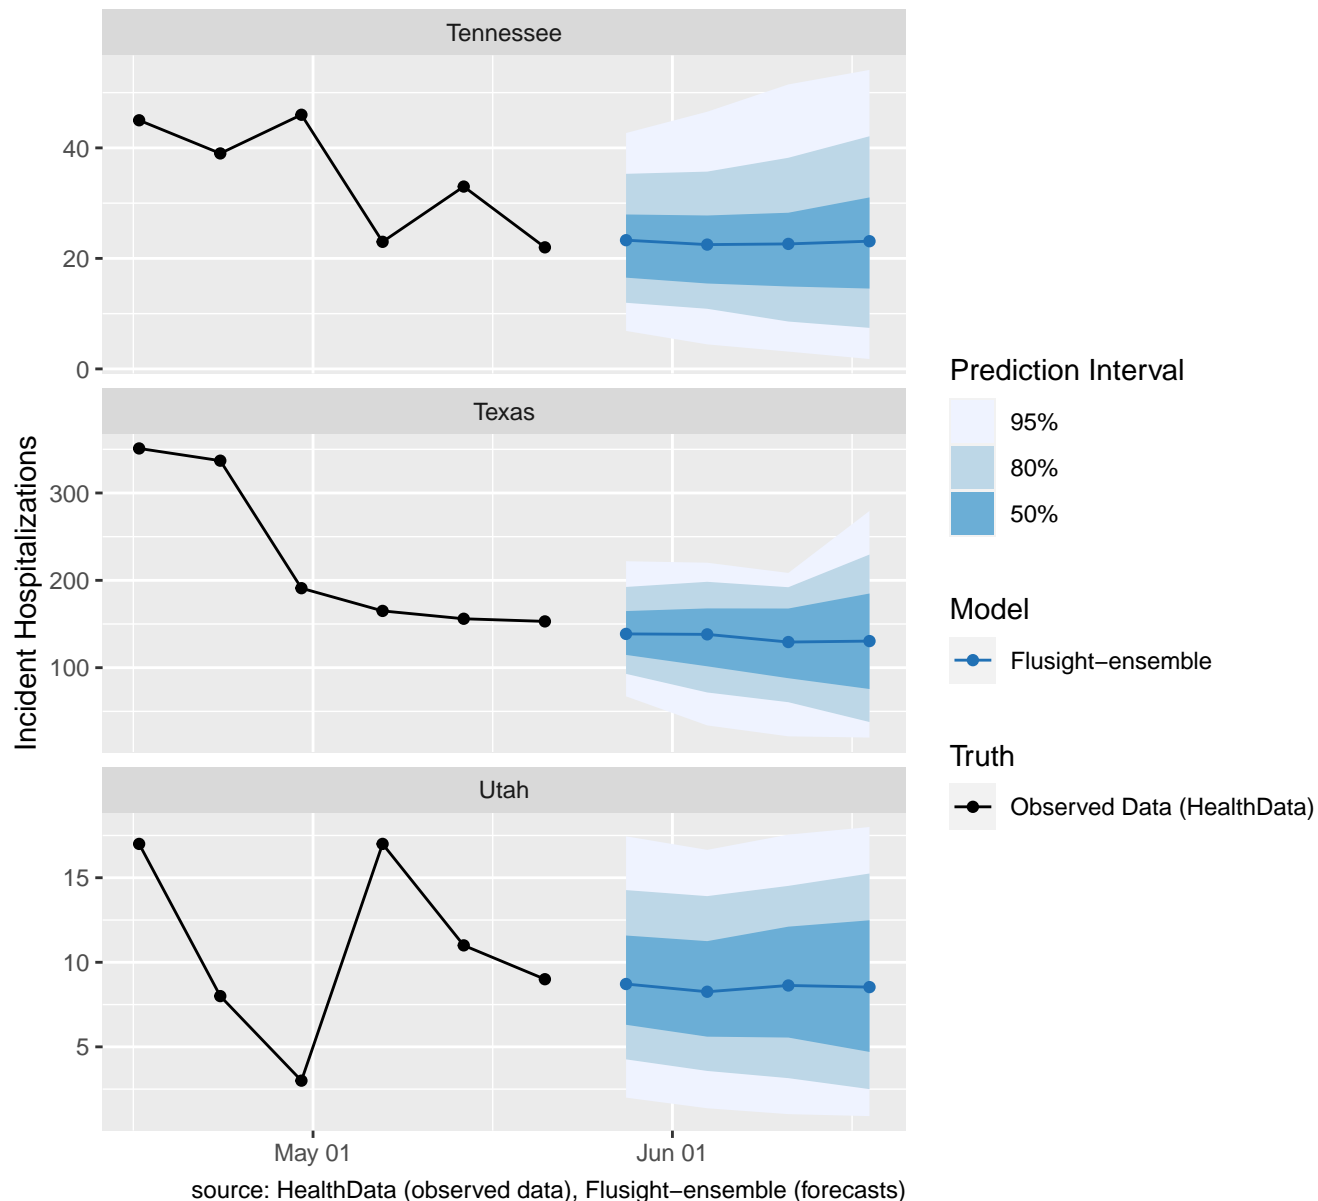 Tennessee
40
20
0
Texas
300
200
100
Utah
15
10
5
May 01
Jun 01
Incident Hospitalizations
source: HealthData (observed data), Flusight−ensemble (forecasts)
Prediction Interval
95%
80%
50%
Model
Flusight−ensemble
Truth
Observed Data (HealthData)